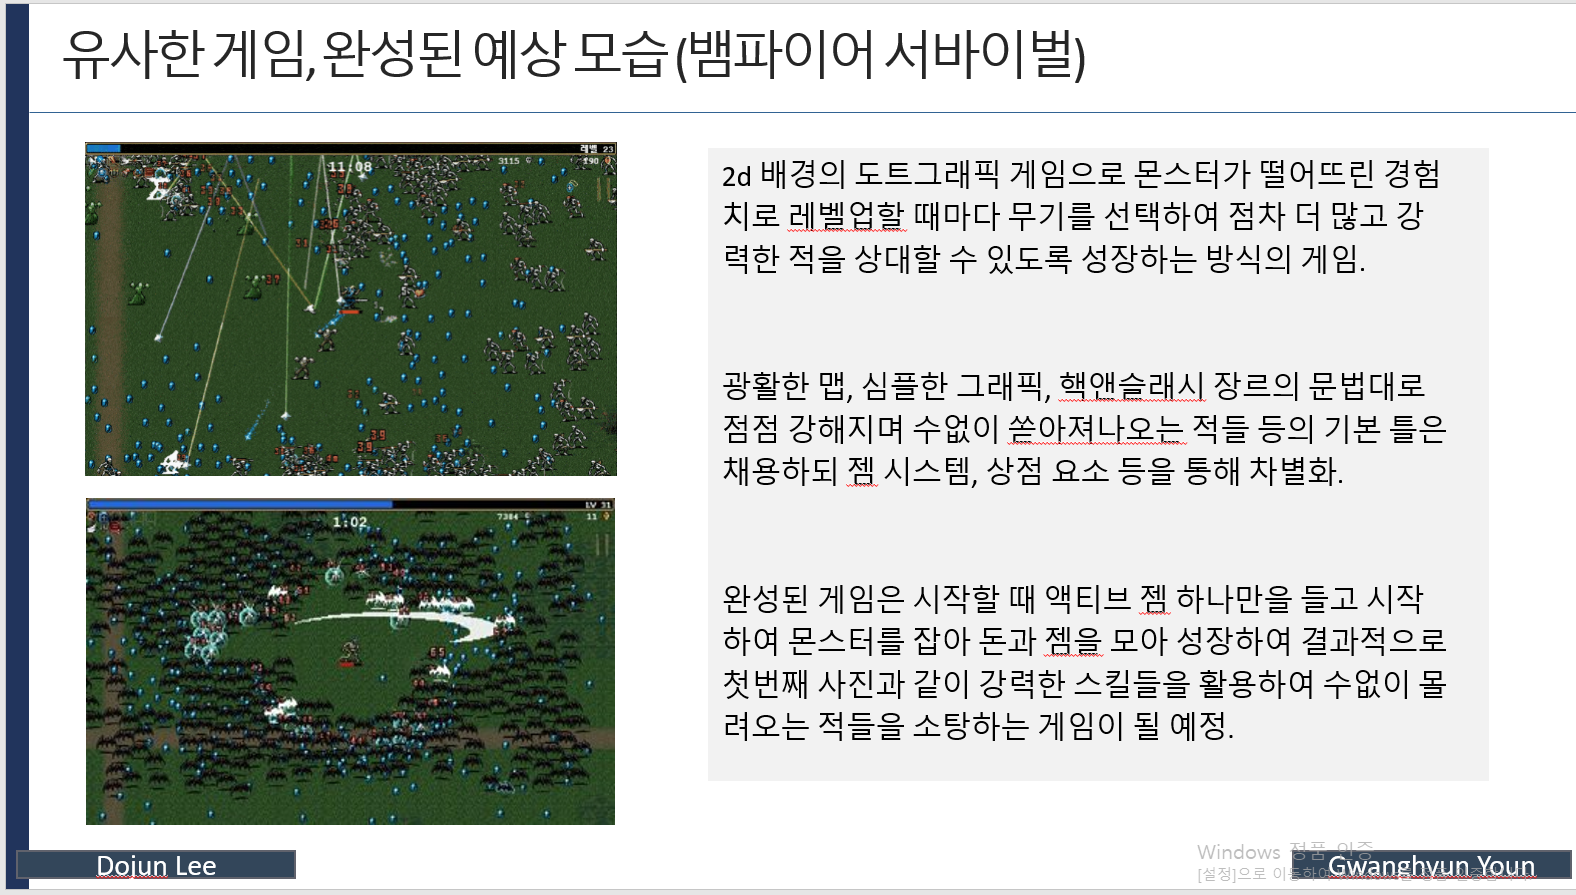 유사한 게임, 완성된 예상 모습 (뱀파이어 서바이벌)
레벨 23
11:08
3115
190
2d 배경의 도트그래픽 게임으로 몬스터가 떨어뜨린 경험
치로 레벨업할 때마다 무기를 선택하여 점차 더 많고 강
력한 적을 상대할 수 있도록 성장하는 방식의 게임.
광활한 맵, 심플한 그래픽, 핵앤슬래시 장르의 문법대로
점점 강해지며 수없이 쏟아져나오는 적들 등의 기본 틀은
채용하되 젬 시스템, 상점 요소 등을 통해 차별화.
LV 31
1:02
7384
11
완성된 게임은 시작할 때 액티브 젬 하나만을 들고 시작
하여 몬스터를 잡아 돈과 젬을 모아 성장하여 결과적으로
첫번째 사진과 같이 강력한 스킬들을 활용하여 수없이 몰
려오는 적들을 소탕하는 게임이 될 예정.
Windows 정품 인증
[설정]으로 이동하여
Dojun Lee
Gwanghyun Youn